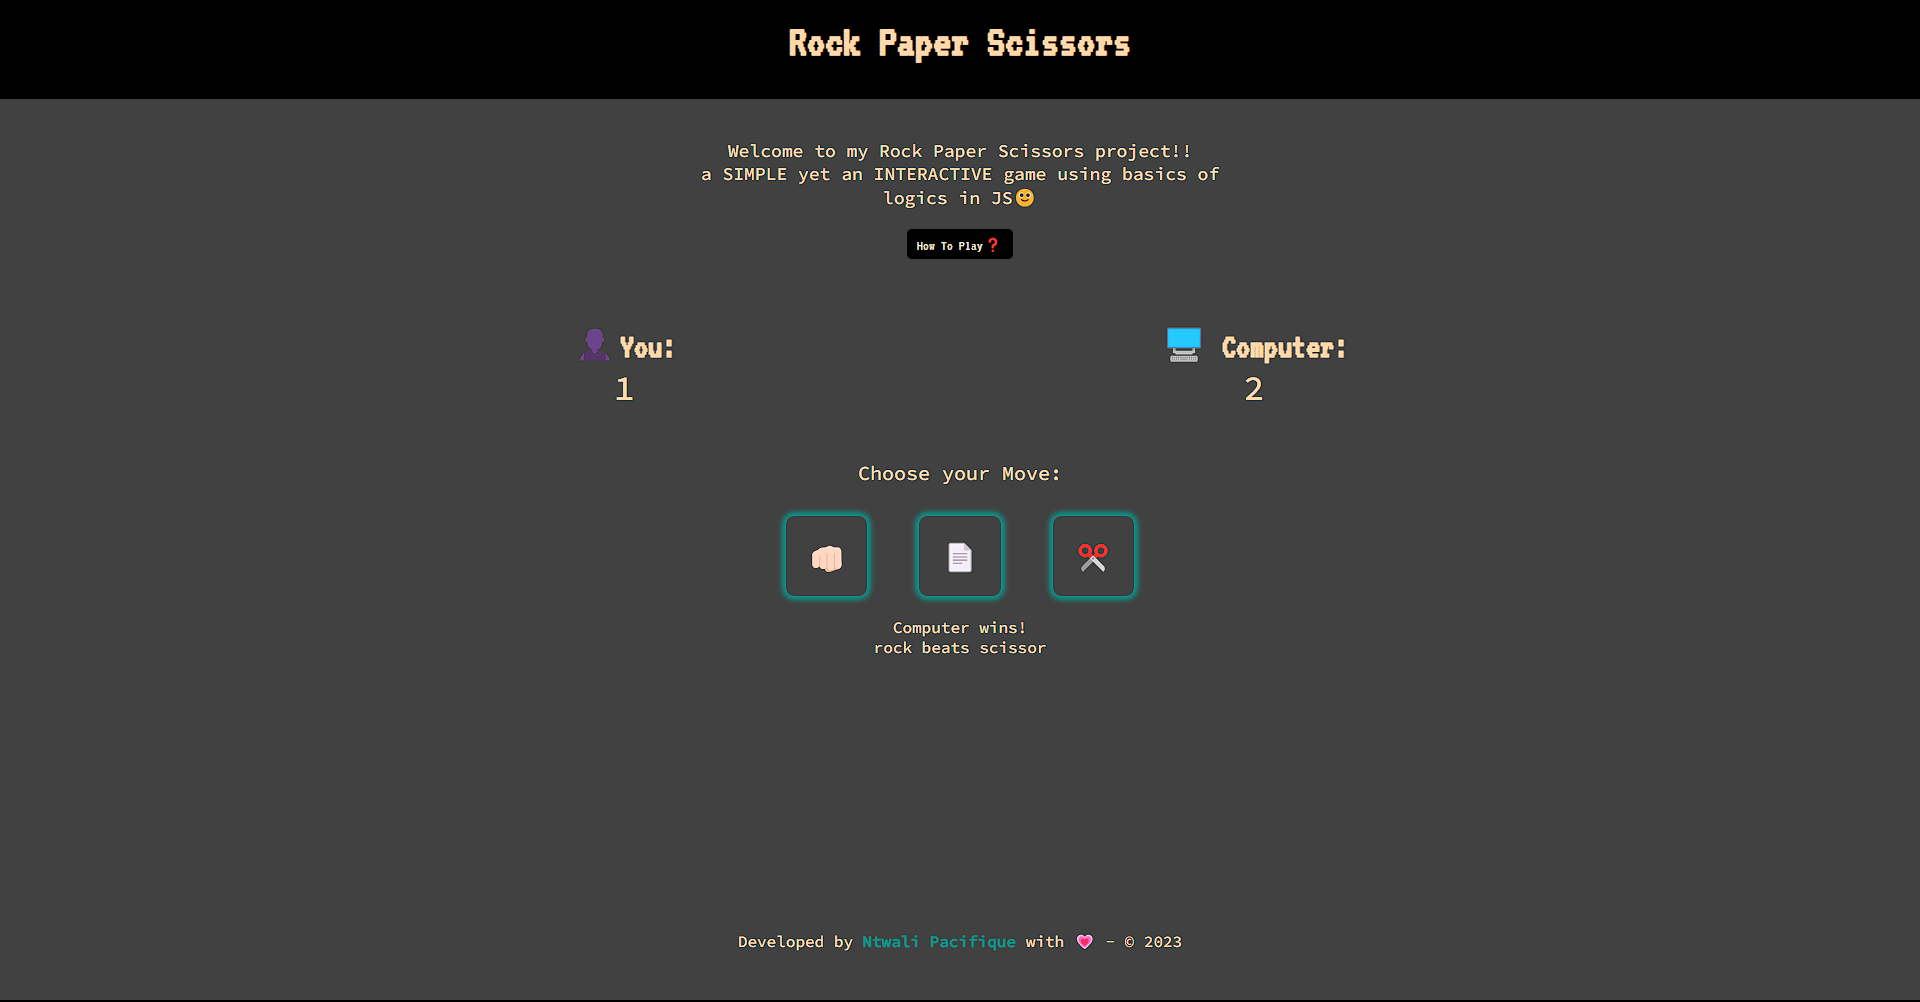 Rock Paper Scissors
Welcome to my Rock Paper Scissors project!!
a SIMPLE yet an INTERACTIVE game using basics of
logics in JS🙂
How To Play❓
You:
1
Computer:
2
Choose your Move:
Computer wins!
rock beats scissor
Developed by Ntwali Pacifique with 💗 - © 2023